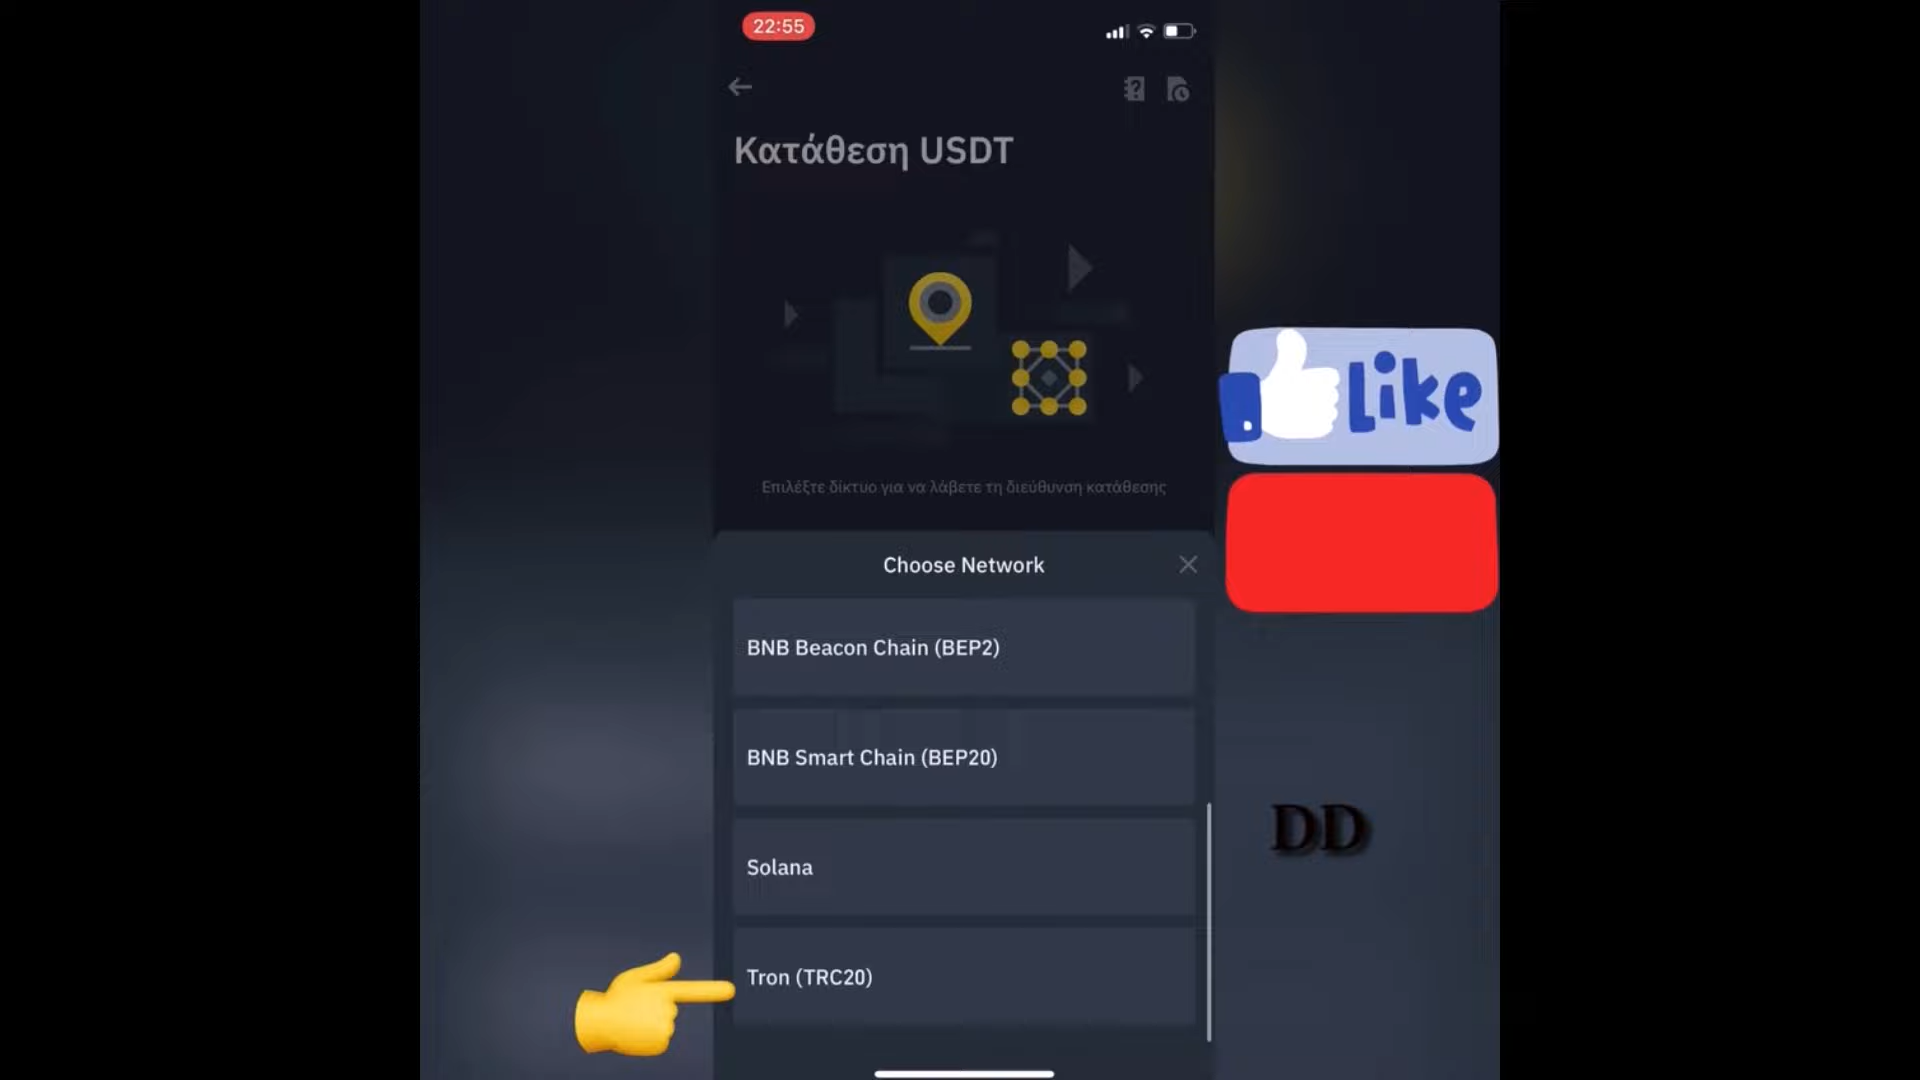 22:55
Κατάθεση USDT
Επιλέξτε δίκτυο για να λάβετε τη διεύθυνση κατάθεσης
Like
Choose Network
BNB Beacon Chain (BEP2)
BNB Smart Chain (BEP20)
Solana
Tron (TRC20)
DD